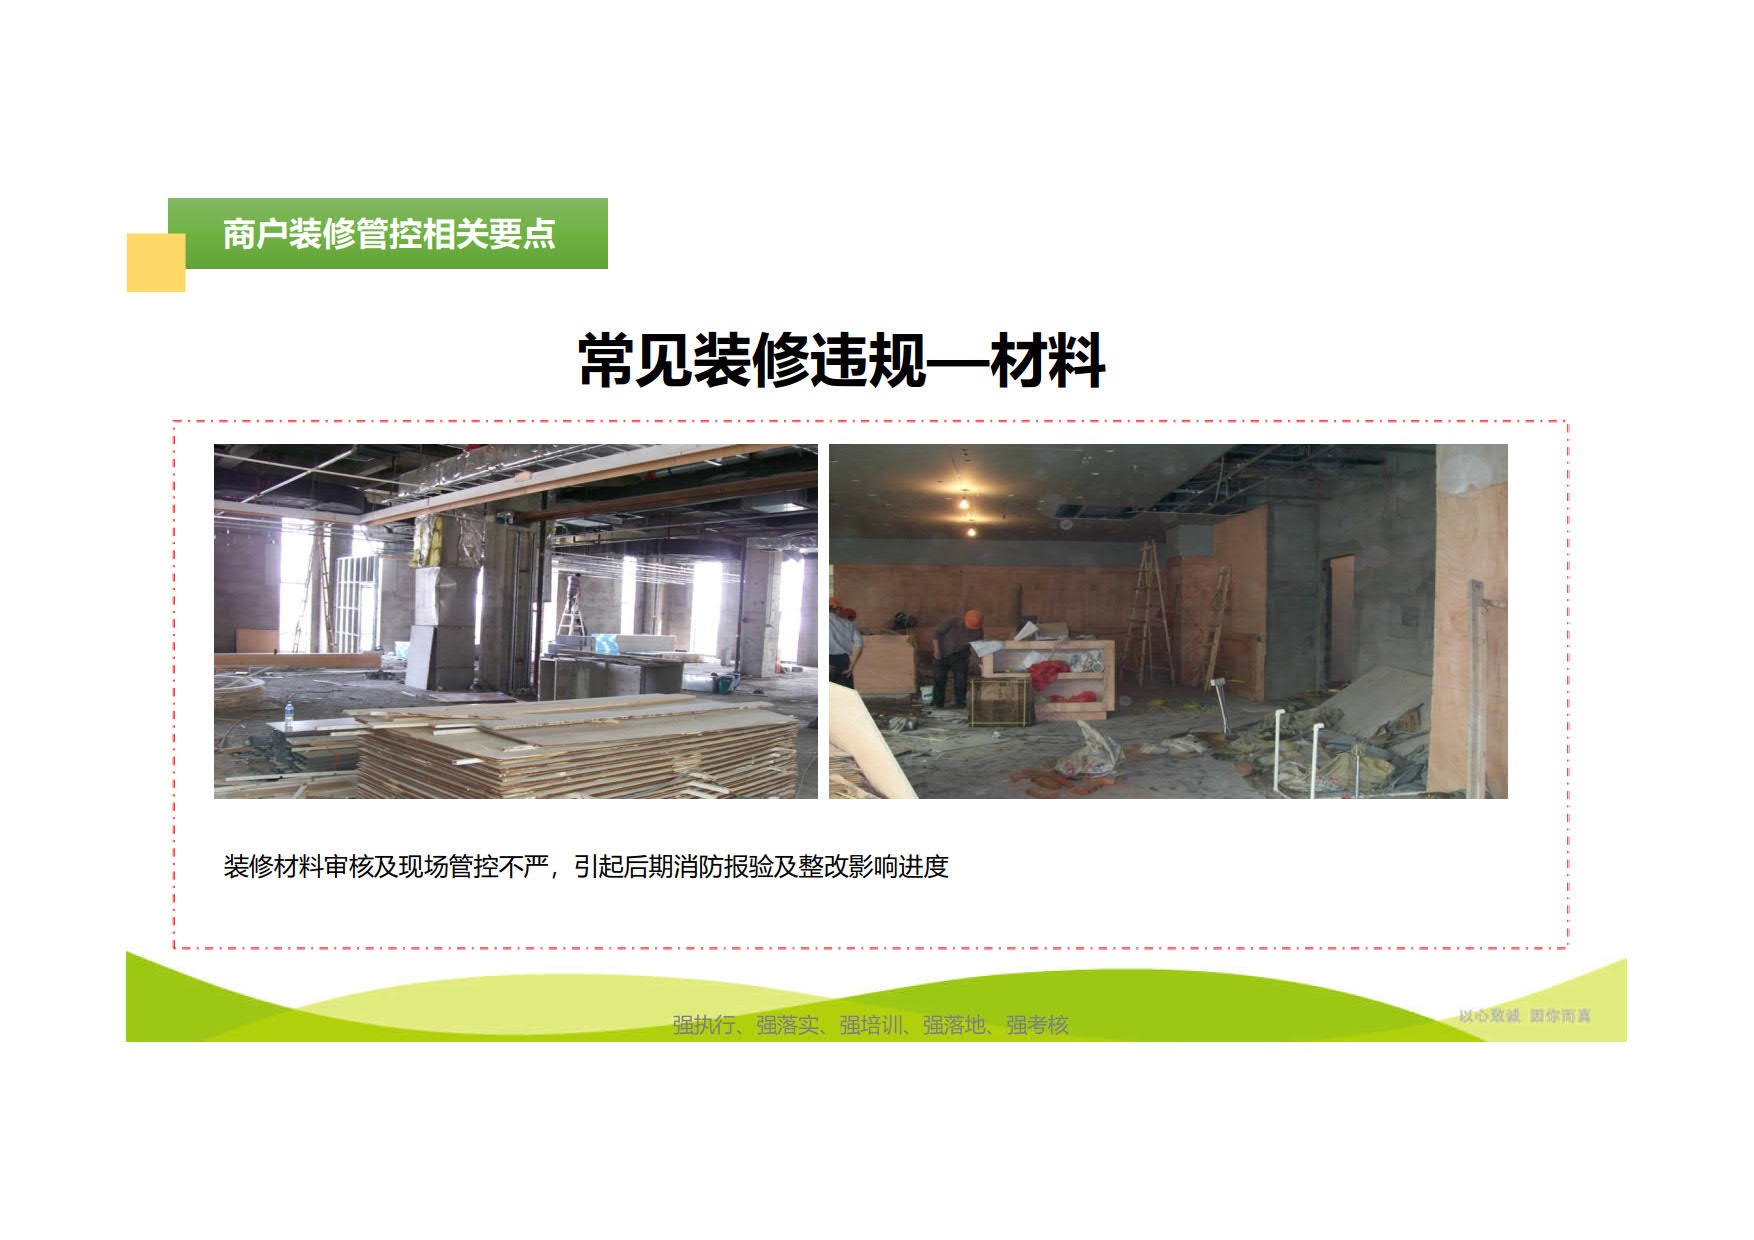 商户装修管控相关要点
常见装修违规—材料
装修材料审核及现场管控不严，引起后期消防报验及整改影响进度
强执行、强落实、强培训、强落地、强考核
以心致诚 因你而真